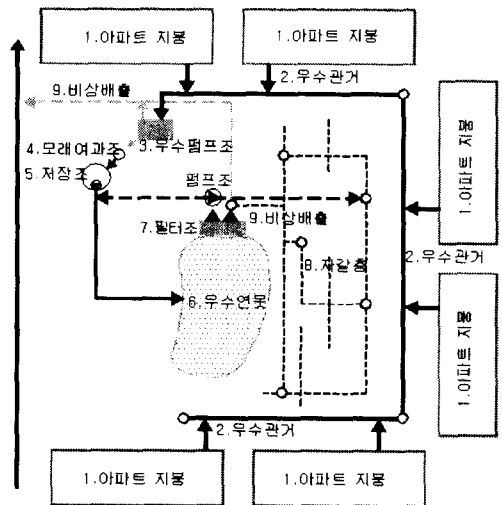 1.아파트 지붕
1.아파트 지붕
2.우수관거
9.비상배출
4.모래여과조
3.우수펌프조
5.저장조
펌프조
1.아파트 지붕
7.필터조
9.비상배출
2.우수관거
8.자갈층
6.우수연못
1.아파트 지붕
2.우수관거
1.아파트 지붕
1.아파트 지붕